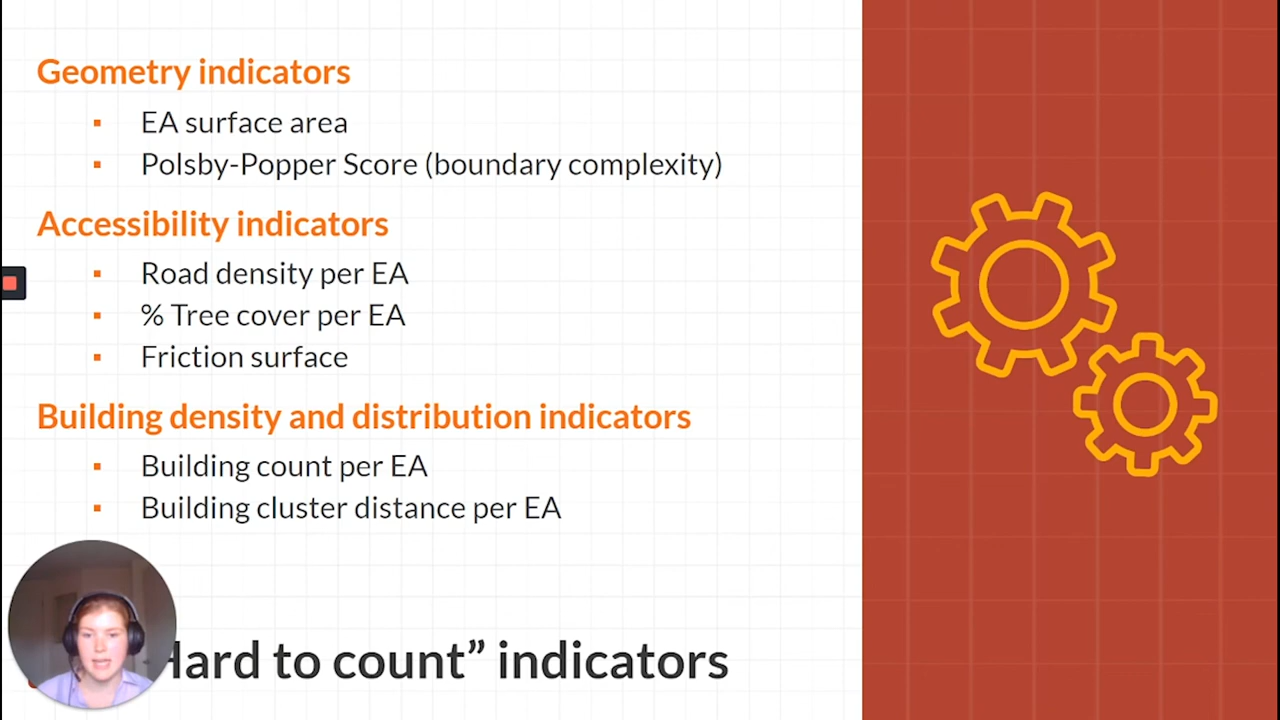 Geometry indicators
▪ EA surface area
▪ Polsby-Popper Score (boundary complexity)
Accessibility indicators
▪ Road density per EA
▪ % Tree cover per EA
▪ Friction surface
Building density and distribution indicators
▪ Building count per EA
▪ Building cluster distance per EA
Hard to count” indicators